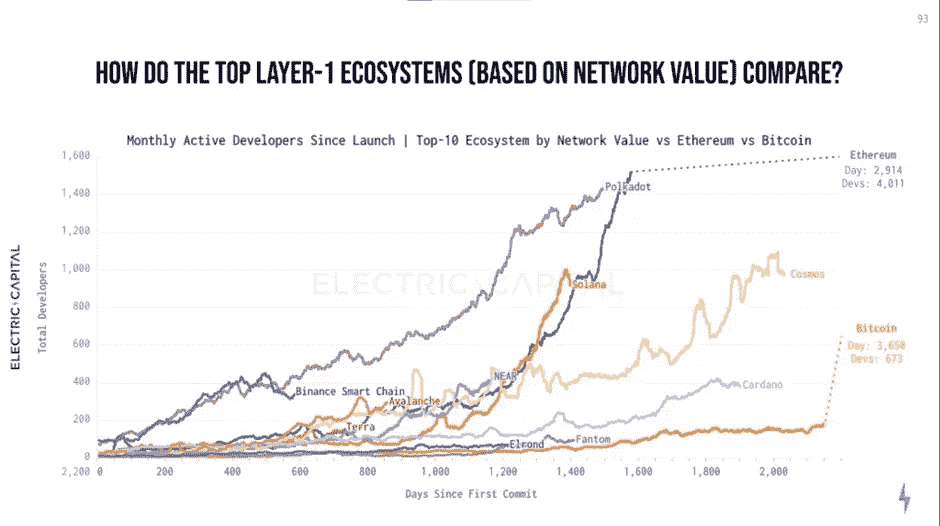 93
HOW DO THE TOP LAYER-1 ECOSYSTEMS (BASED ON NETWORK VALUE) COMPARE?
Monthly Active Developers Since Launch | Top-10 Ecosystem by Network Value vs Ethereum vs Bitcoin
ELECTRIC CAPITAL
Total Developers
1,600
1,400
1,200
1,000
800
600
400
200
0
Ethereum
Day: 2,914
Devs: 4,011
Polkadot
ELECTRIC CAPITAL
Solana
Cosmos
Bitcoin
Day: 3,650
Devs: 673
NEAR
Binance Smart Chain
Cardano
Avalanche
Terra
Elrond
Fantom
2,200 0 200 400 600 800 1,000 1,200 1,400 1,600 1,800 2,000
Days Since First Commit